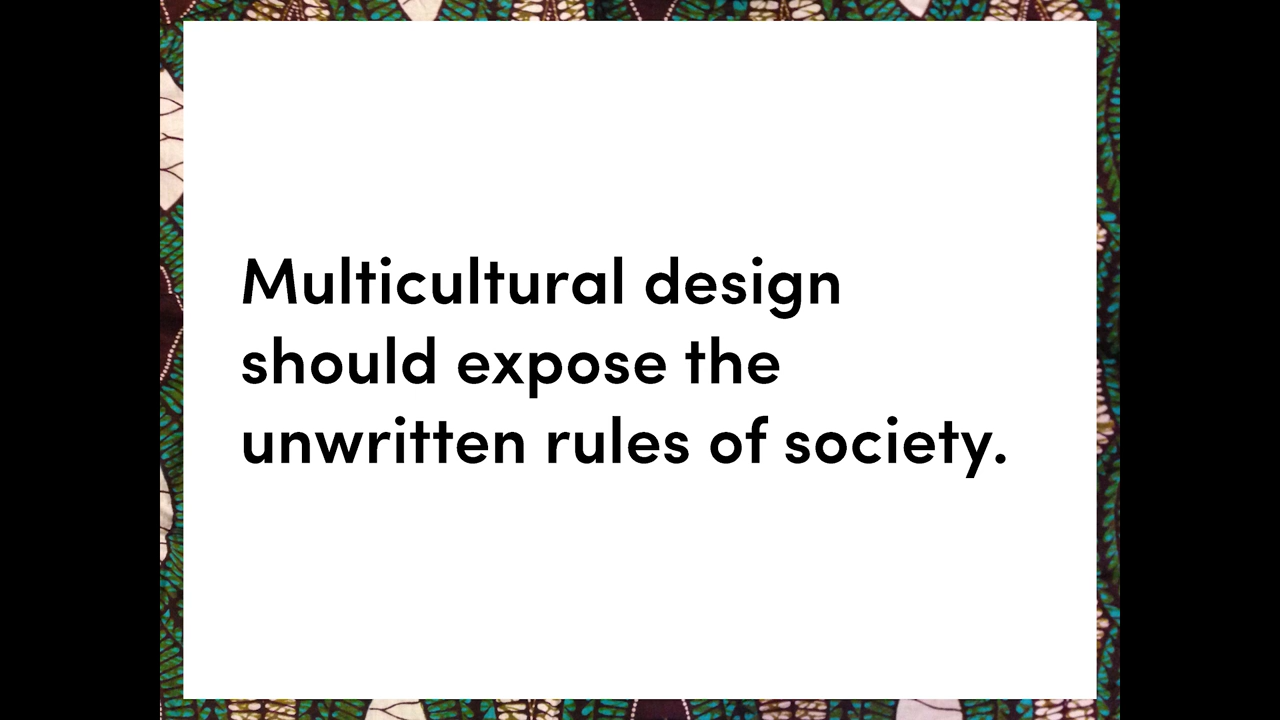 Multicultural design
should expose the
unwritten rules of society.